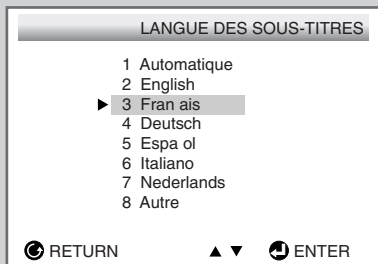 LANGUE DES SOUS-TITRES
1 Automatique
2 English
3 Fran ais
4 Deutsch
5 Espa ol
6 Italiano
7 Nederlands
8 Autre
RETURN ▲ ▼ ENTER